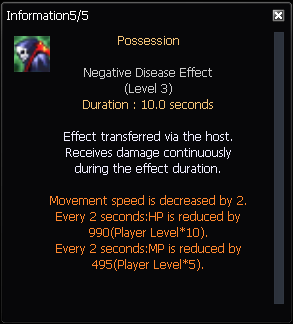 Information5/5
Possession
Negative Disease Effect
(Level 3)
Duration : 10.0 seconds
Effect transferred via the host.
Receives damage continuously
during the effect duration.
Movement speed is decreased by 2.
Every 2 seconds:HP is reduced by
990(Player Level*10).
Every 2 seconds:MP is reduced by
495(Player Level*5).